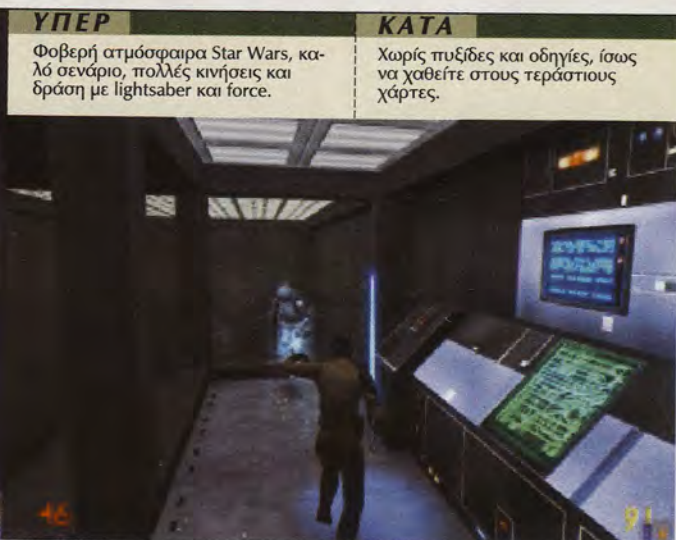 ΥΠΕΡ
Φοβερή ατμόσφαιρα Star Wars, κα-
λό σενάριο, πολλές κινήσεις και
δράση με lightsaber και force.
ΚΑΤΑ
Χωρίς πυξίδες και οδηγίες, ίσως
να χαθείτε στους τεράστιους
χάρτες.
46
91